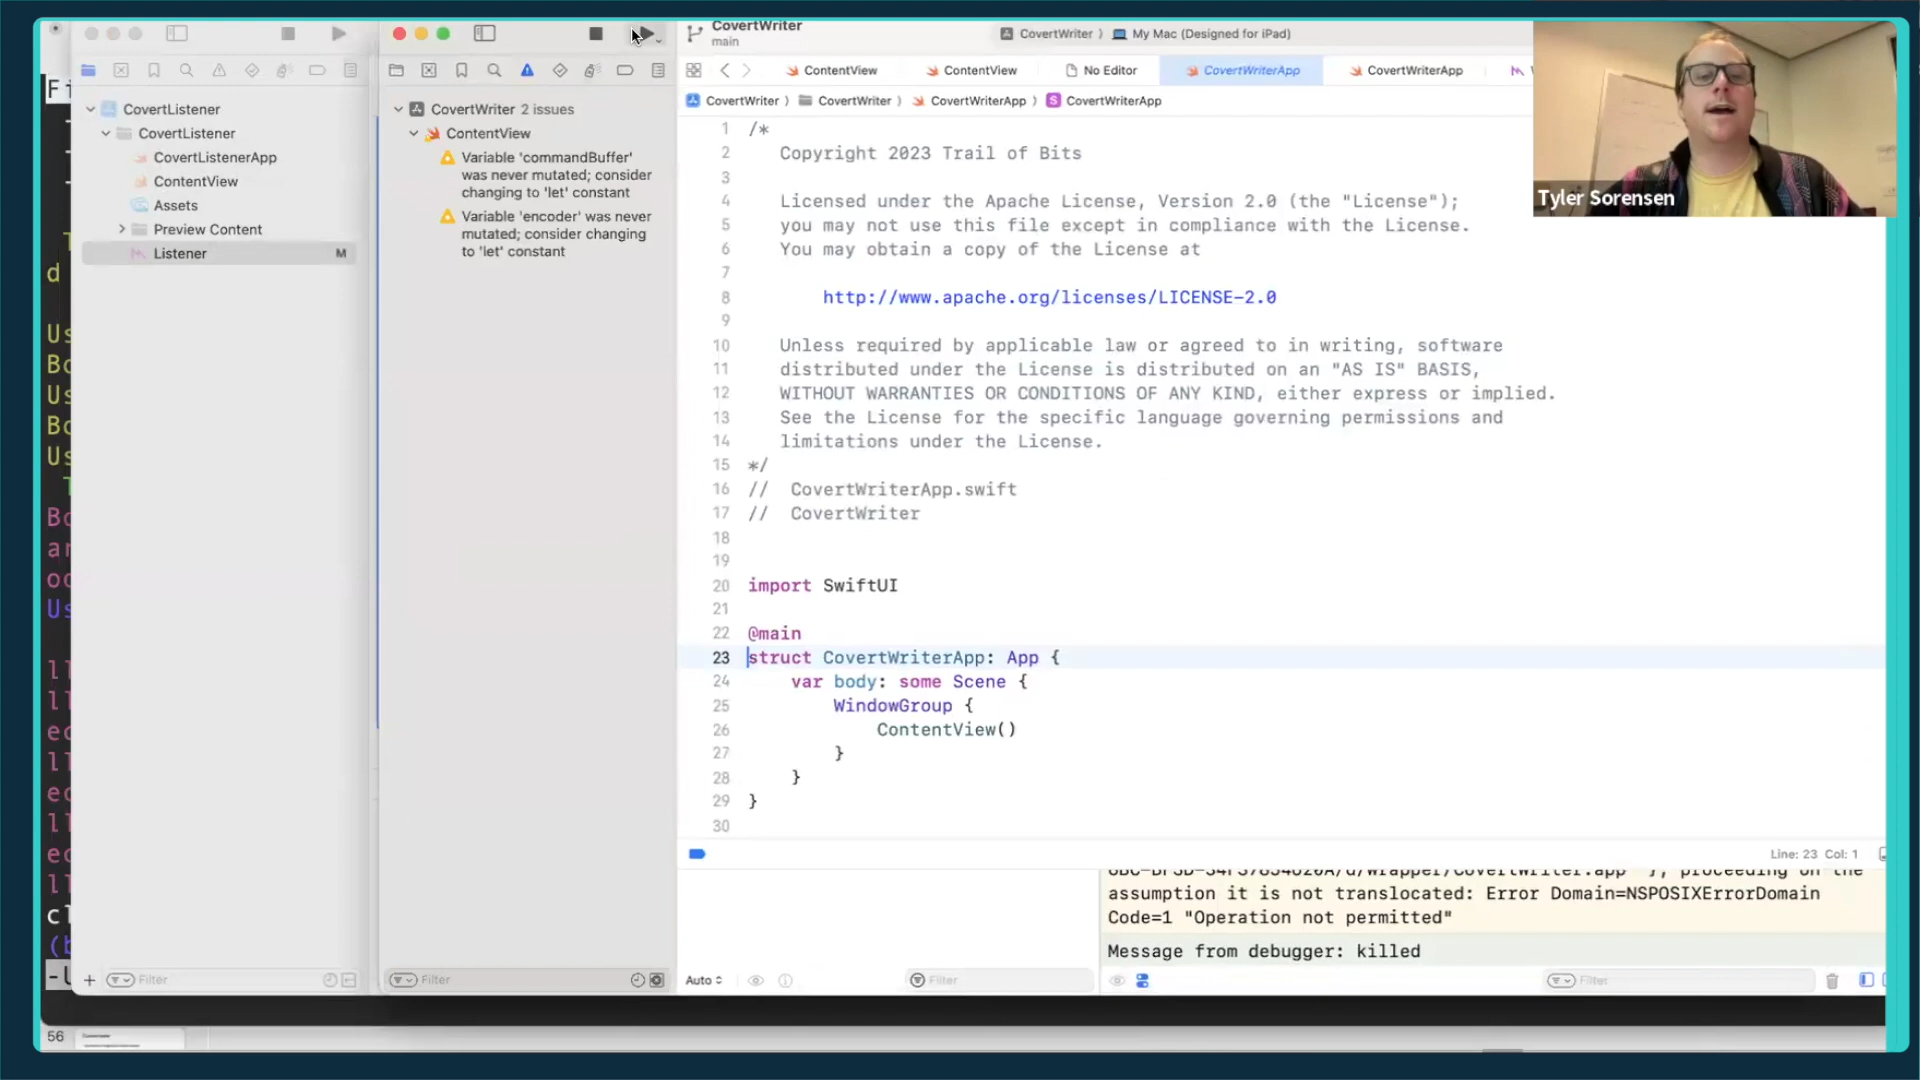 CovertWriter
main
CovertWriter
My Mac (Designed for iPad)
ContentView
ContentView
No Editor
CovertWriterApp
CovertWriterApp
CovertWriter
CovertWriter
CovertWriterApp
S CovertWriterApp
Tyler Sorensen
CovertListener
CovertListener
CovertListenerApp
ContentView
Assets
Preview Content
Listener M
CovertWriter 2 issues
ContentView
Variable 'commandBuffer'
was never mutated; consider
changing to 'let' constant
Variable 'encoder' was never
mutated; consider changing
to 'let' constant
1 /*
2 Copyright 2023 Trail of Bits
3
4 Licensed under the Apache License, Version 2.0 (the "License");
5 you may not use this file except in compliance with the License.
6 You may obtain a copy of the License at
7
8 http://www.apache.org/licenses/LICENSE-2.0
9
10 Unless required by applicable law or agreed to in writing, software
11 distributed under the License is distributed on an "AS IS" BASIS,
12 WITHOUT WARRANTIES OR CONDITIONS OF ANY KIND, either express or implied.
13 See the License for the specific language governing permissions and
14 limitations under the License.
15 */
16 // CovertWriterApp.swift
17 // CovertWriter
18
19
20 import SwiftUI
21
22 @main
23 struct CovertWriterApp: App {
24 var body: some Scene {
25 WindowGroup {
26 ContentView()
27 }
28 }
29 }
30
Line: 23 Col: 1
assumption it is not translocated: Error Domain=NSPOSIXErrorDomain
Code=1 "Operation not permitted"
Message from debugger: killed
Filter
Filter
Auto
Filter
Filter
56